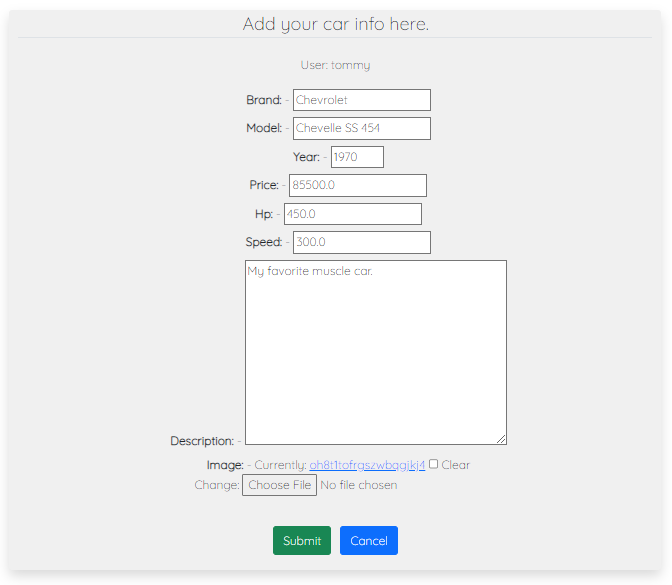 Add your car info here.
User: tommy
Brand: - Chevrolet
Model: - Chevelle SS 454
Year: - 1970
Price: - 85500.0
Hp: - 450.0
Speed: - 300.0
My favorite muscle car.
Description: -
Image: - Currently: oh8t1tofrgszwbqgjkj4 Clear
Change: Choose File No file chosen
Submit Cancel